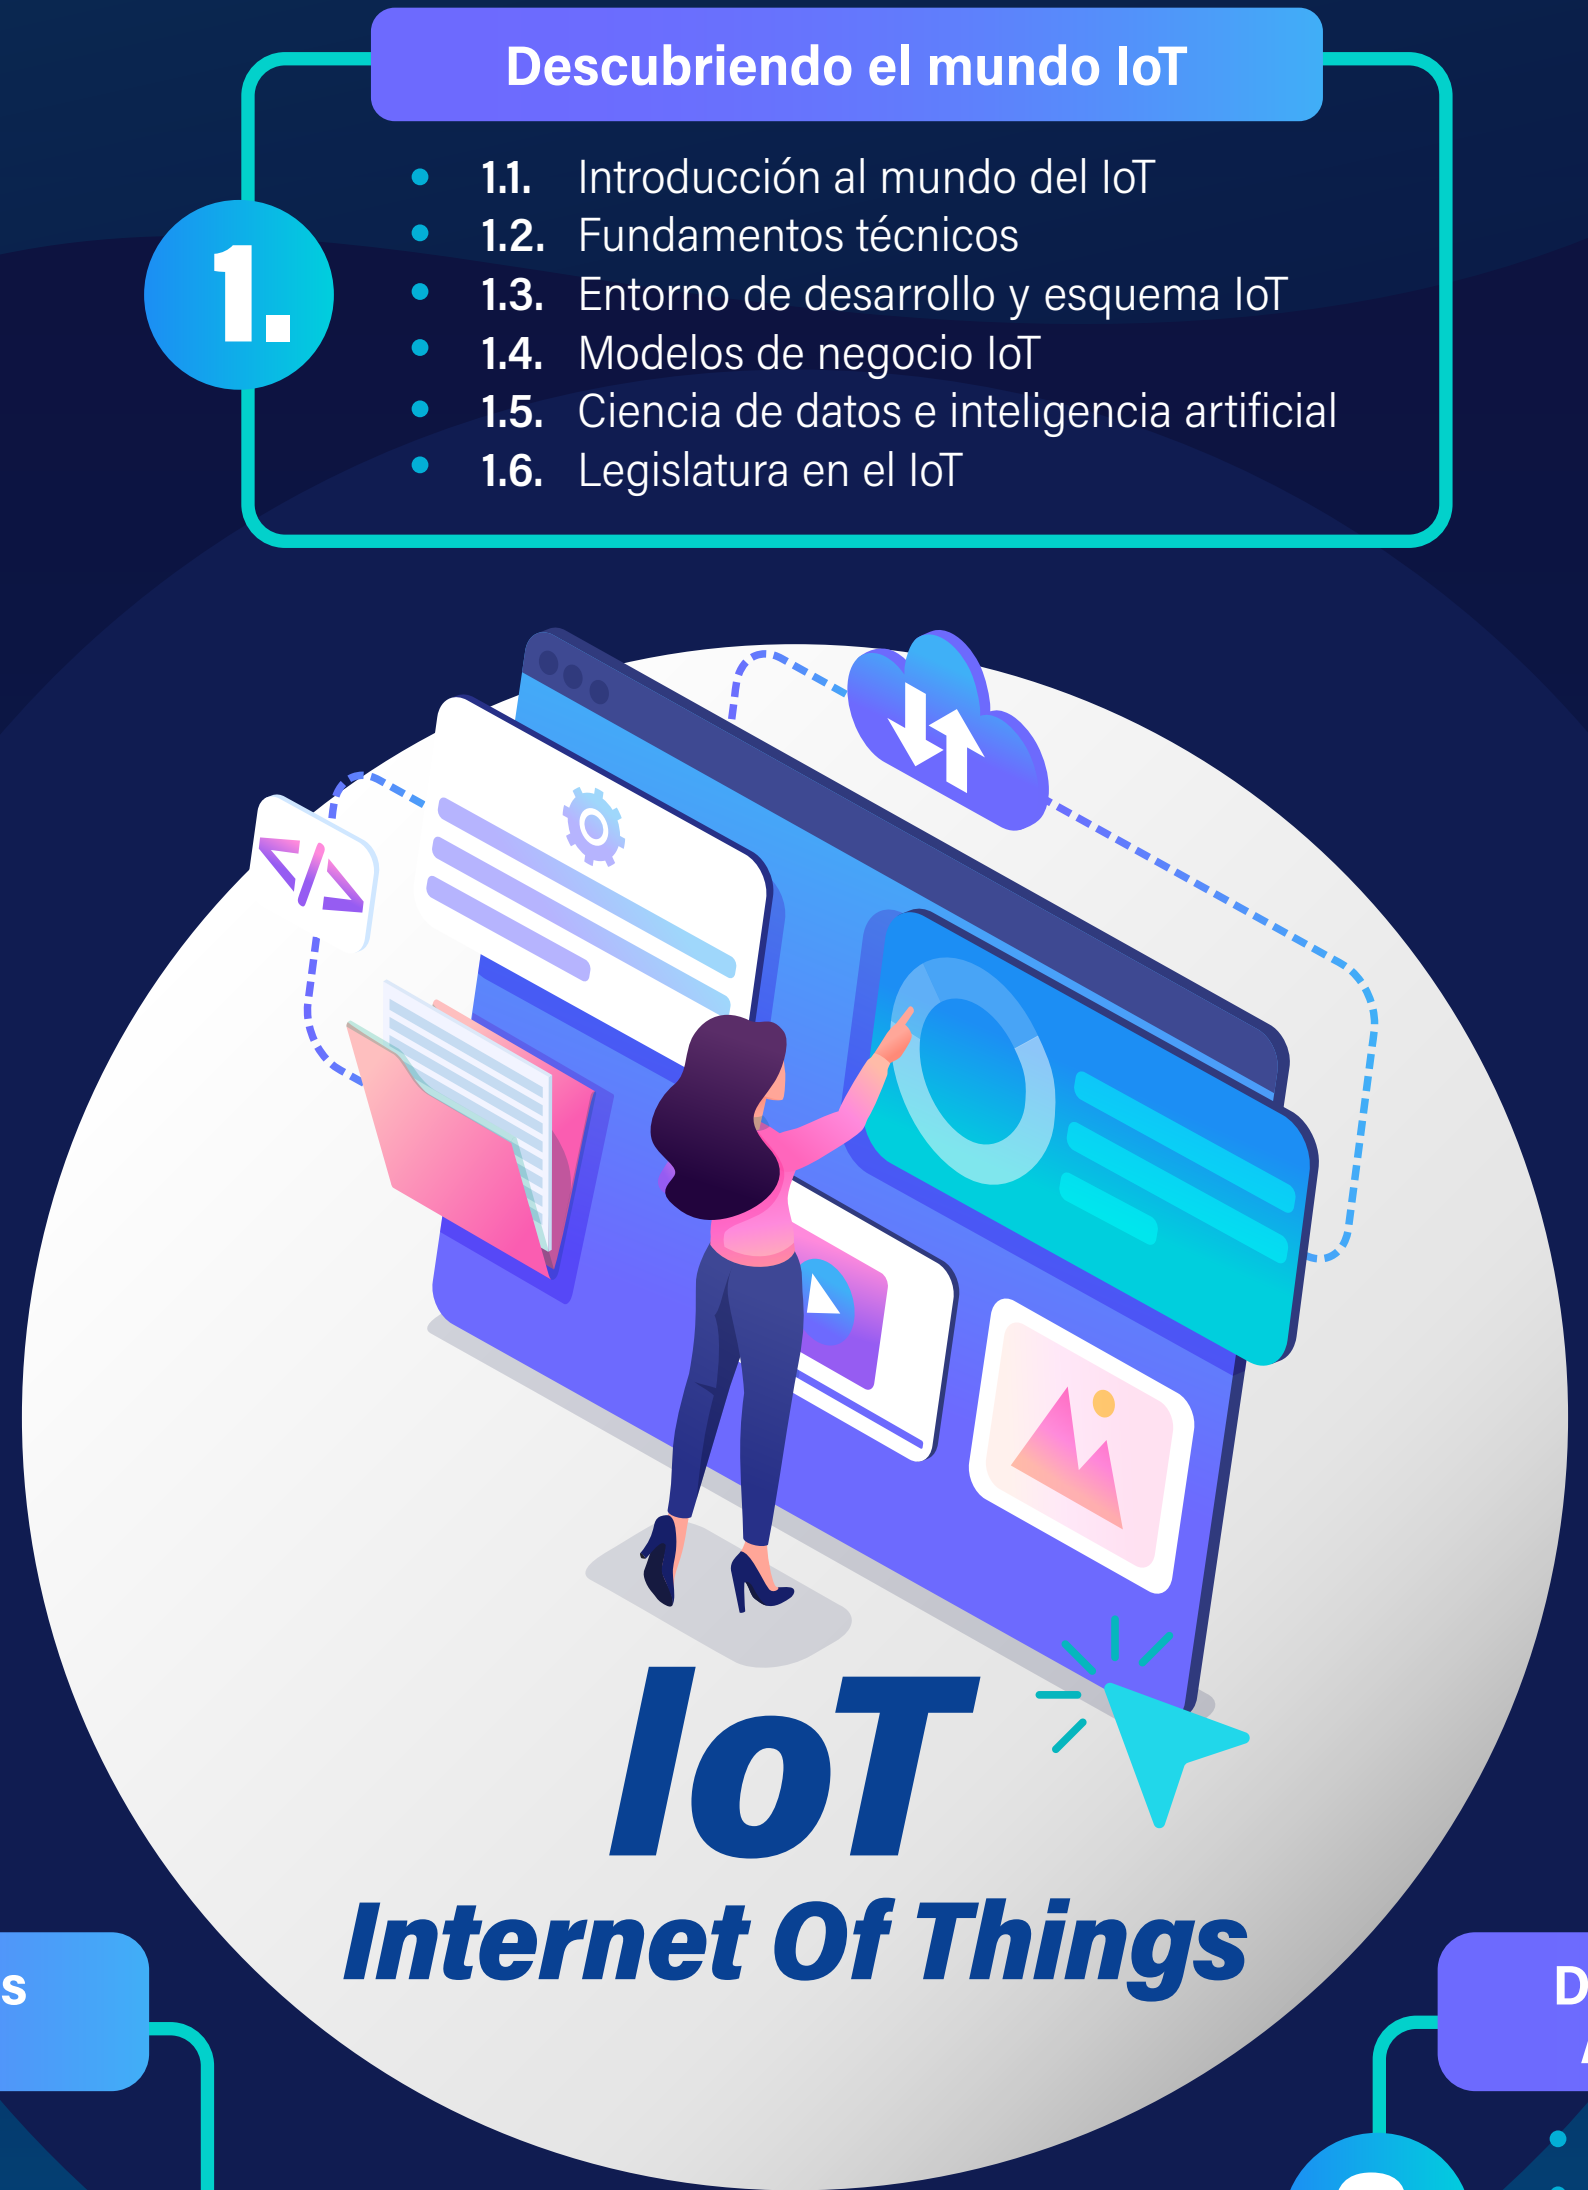 Descubriendo el mundo IoT
1.
1.1. Introducción al mundo del IoT
1.2. Fundamentos técnicos
1.3. Entorno de desarrollo y esquema IoT
1.4. Modelos de negocio IoT
1.5. Ciencia de datos e inteligencia artificial
1.6. Legislatura en el IoT
</>
IoT
Internet Of Things
s
D